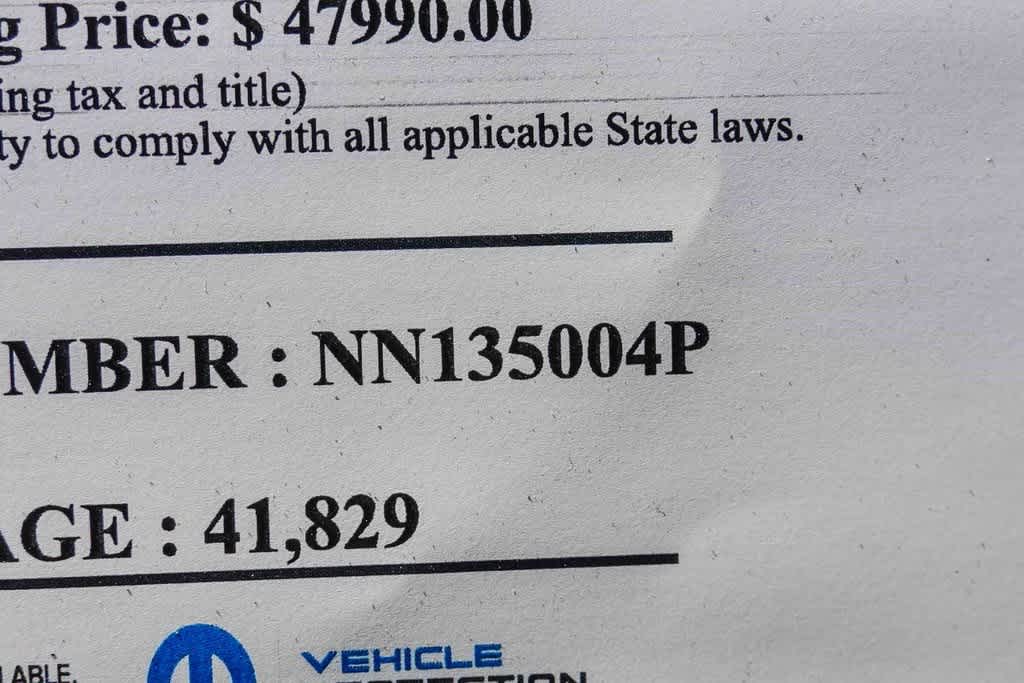 g Price: $ 47990.00
ing tax and title)
ty to comply with all applicable State laws.
MBER : NN135004P
AGE : 41,829
LABLE.
VEHICLE